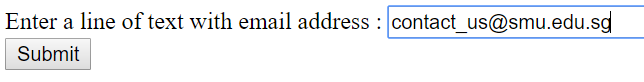 Enter a line of text with email address : contact_us@smu.edu.sg
Submit